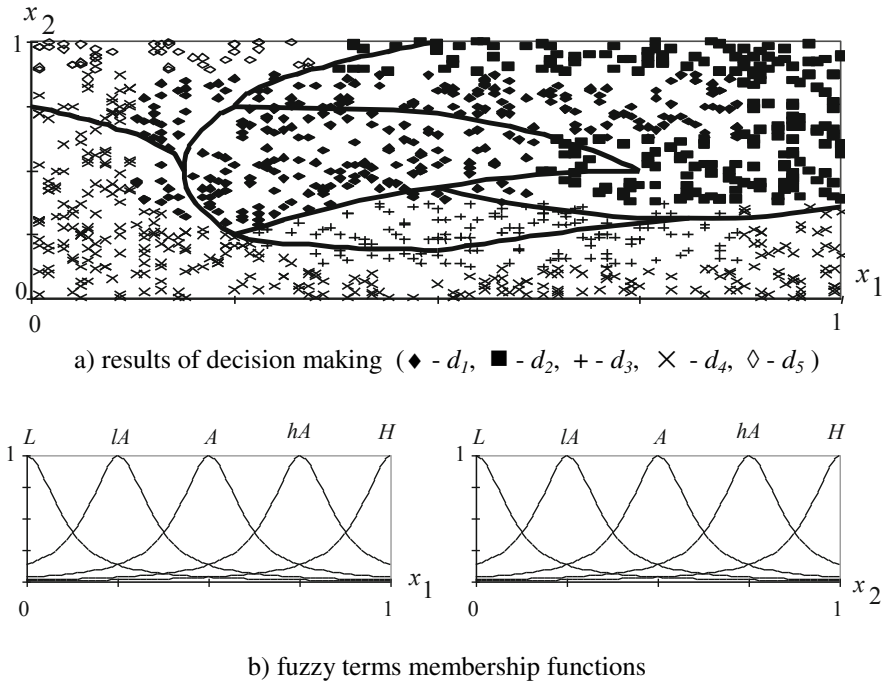 x2
1
0
x1
0
1
a) results of decision making (♦ - d1, ■ - d2, + - d3, × - d4, ◊ - d5)
L lA A hA H
1
0
1
x1
L lA A hA H
1
0
1
x2
b) fuzzy terms membership functions